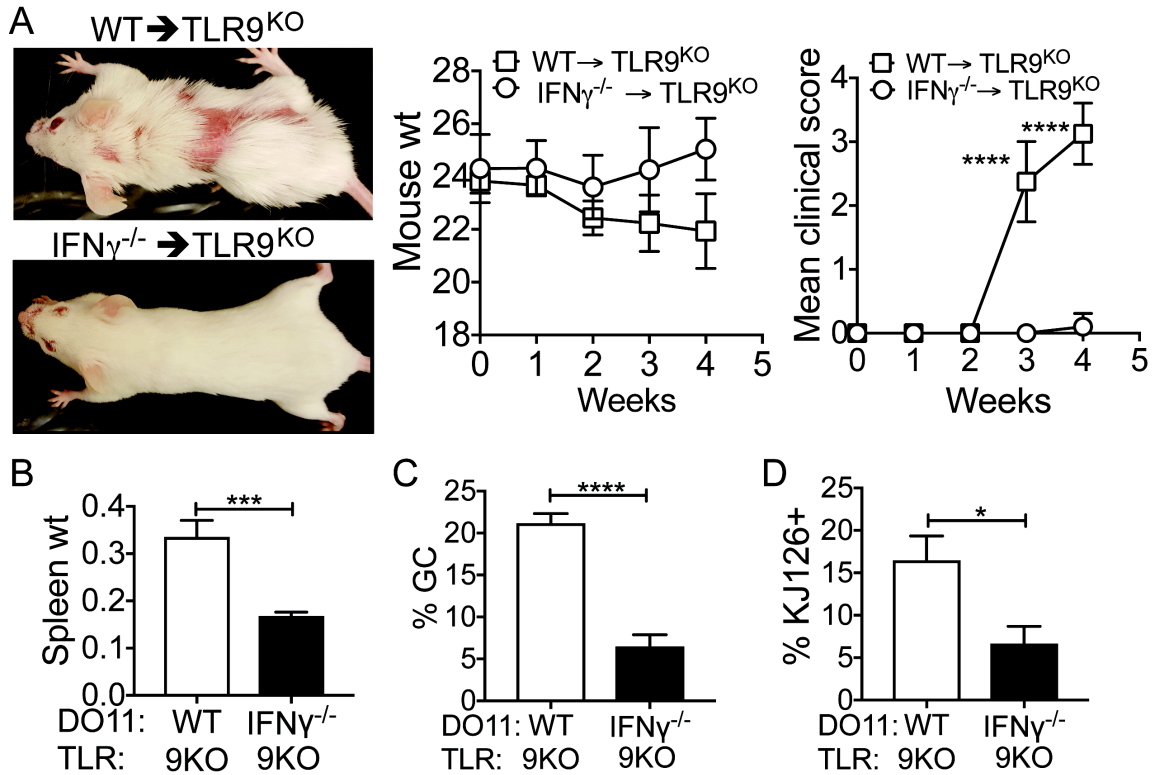 A
WT➔TLR9KO
IFNγ-/- ➔TLR9KO
Mouse wt
28
26
24
22
20
18
0 1 2 3 4 5
Weeks
WT→ TLR9KO
IFNγ-/- → TLR9KO
Mean clinical score
4
3
2
1
0
0 1 2 3 4 5
Weeks
WT→ TLR9KO
IFNγ-/-→ TLR9KO
****
****
B
Spleen wt
0.4
0.3
0.2
0.1
0.0
***
DO11: WT IFNγ-/-
TLR: 9KO 9KO
C
% GC
25
20
15
10
5
0
****
DO11: WT IFNγ-/-
TLR: 9KO 9KO
D
% KJ126+
25
20
15
10
5
0
*
DO11: WT IFNγ-/-
TLR: 9KO 9KO